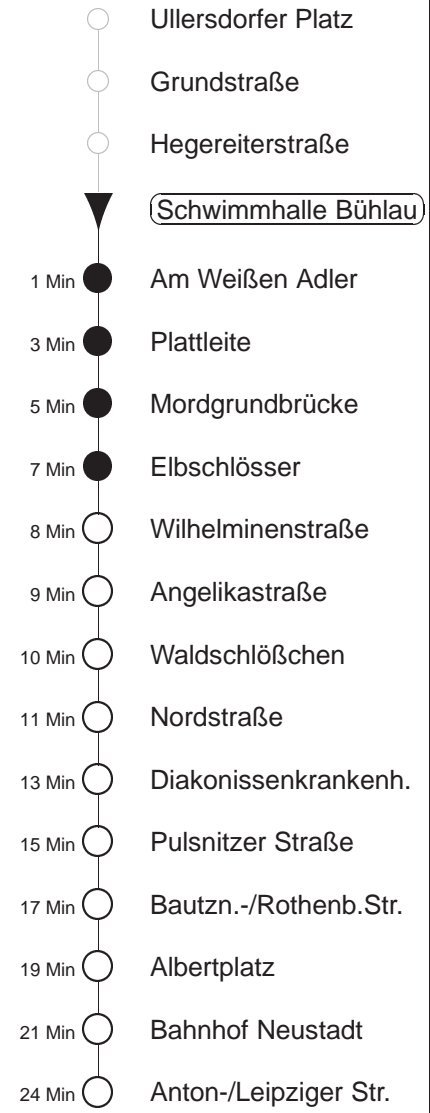 Ullersdorfer Platz
Grundstraße
Hegereiterstraße
Schwimmhalle Bühlau
1 Min Am Weißen Adler
3 Min Plattleite
5 Min Mordgrundbrücke
7 Min Elbschlösser
8 Min Wilhelminenstraße
9 Min Angelikastraße
10 Min Waldschlößchen
11 Min Nordstraße
13 Min Diakonissenkrankenh.
15 Min Pulsnitzer Straße
17 Min Bautzn.-/Rothenb.Str.
19 Min Albertplatz
21 Min Bahnhof Neustadt
24 Min Anton-/Leipziger Str.